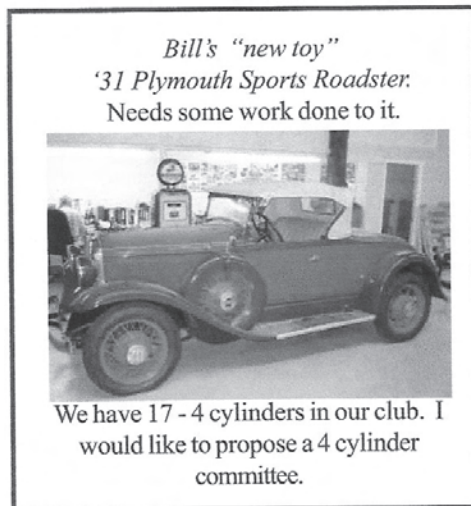 Bill's "new toy"
'31 Plymouth Sports Roadster.
Needs some work done to it.
We have 17 - 4 cylinders in our club. I
would like to propose a 4 cylinder
committee.